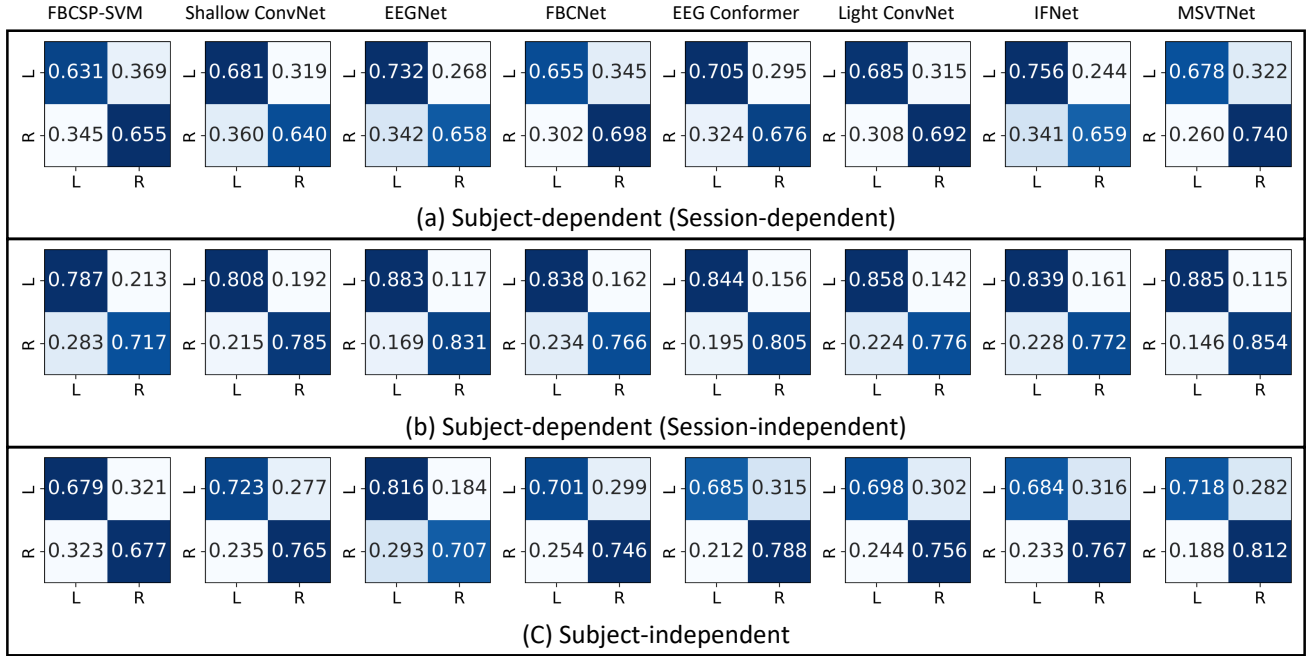 FBCSP-SVM Shallow ConvNet EEGNet FBCNet EEG Conformer Light ConvNet IFNet MSVTNet
L 0.631 0.369 L 0.681 0.319 L 0.732 0.268 L 0.655 0.345 L 0.705 0.295 L 0.685 0.315 L 0.756 0.244 L 0.678 0.322
R 0.345 0.655 R 0.360 0.640 R 0.342 0.658 R 0.302 0.698 R 0.324 0.676 R 0.308 0.692 R 0.341 0.659 R 0.260 0.740
L R L R L R L R L R L R L R L R
(a) Subject-dependent (Session-dependent)
L 0.787 0.213 L 0.808 0.192 L 0.883 0.117 L 0.838 0.162 L 0.844 0.156 L 0.858 0.142 L 0.839 0.161 L 0.885 0.115
R 0.283 0.717 R 0.215 0.785 R 0.169 0.831 R 0.234 0.766 R 0.195 0.805 R 0.224 0.776 R 0.228 0.772 R 0.146 0.854
L R L R L R L R L R L R L R L R
(b) Subject-dependent (Session-independent)
L 0.679 0.321 L 0.723 0.277 L 0.816 0.184 L 0.701 0.299 L 0.685 0.315 L 0.698 0.302 L 0.684 0.316 L 0.718 0.282
R 0.323 0.677 R 0.235 0.765 R 0.293 0.707 R 0.254 0.746 R 0.212 0.788 R 0.244 0.756 R 0.233 0.767 R 0.188 0.812
L R L R L R L R L R L R L R L R
(C) Subject-independent